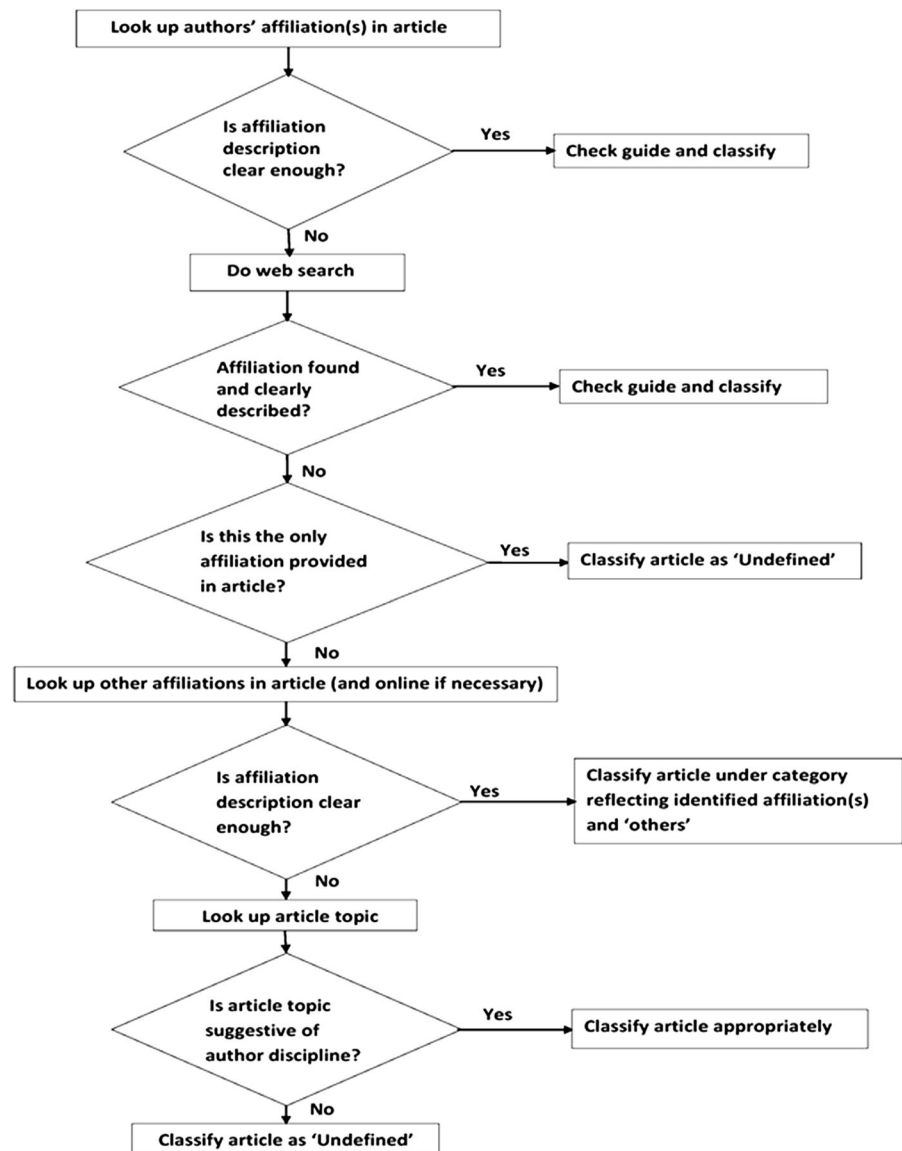 Look up authors’ affiliation(s) in article
Is affiliation
description
clear enough?
Yes
Check guide and classify
No
Do web search
Affiliation found
and clearly
described?
Yes
Check guide and classify
No
Is this the only
affiliation provided
in article?
Yes
Classify article as ‘Undefined’
No
Look up other affiliations in article (and online if necessary)
Is affiliation
description clear
enough?
Yes
Classify article under category
reflecting identified affiliation(s)
and ‘others’
No
Look up article topic
Is article topic
suggestive of
author discipline?
Yes
Classify article appropriately
No
Classify article as ‘Undefined’